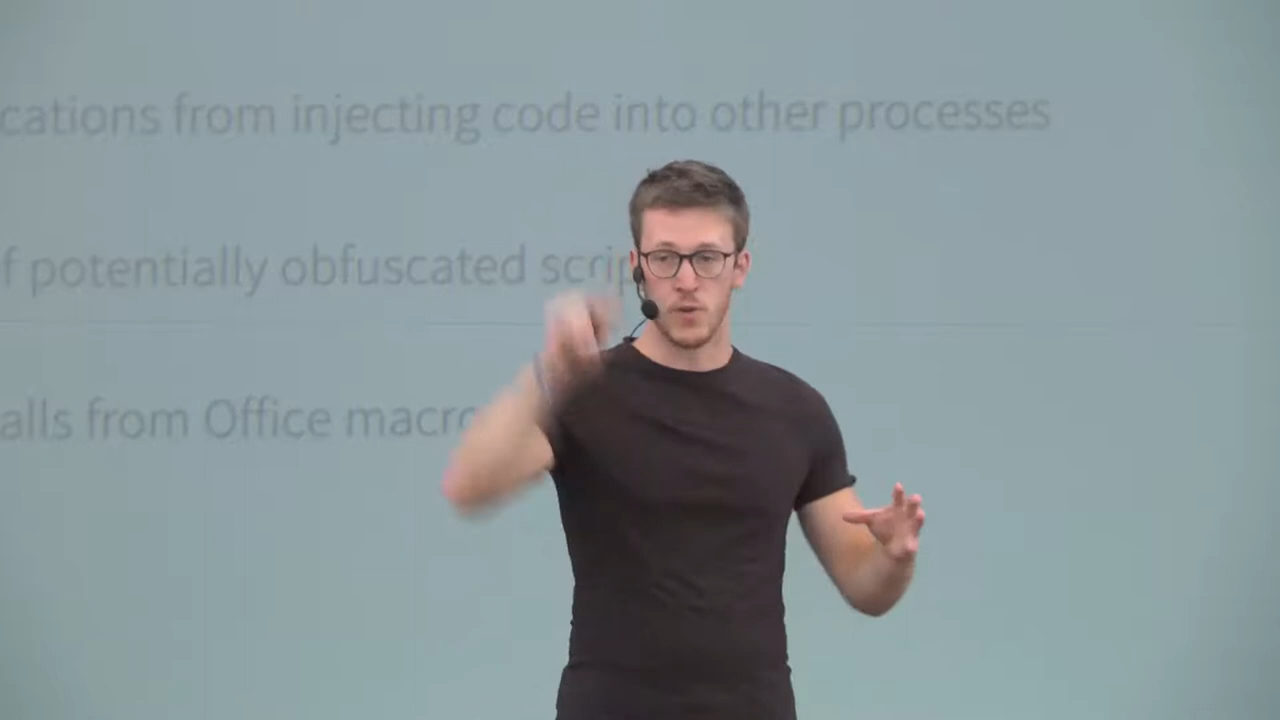 cations from injecting code into other processes
f potentially obfuscated scrip
alls from Office macro